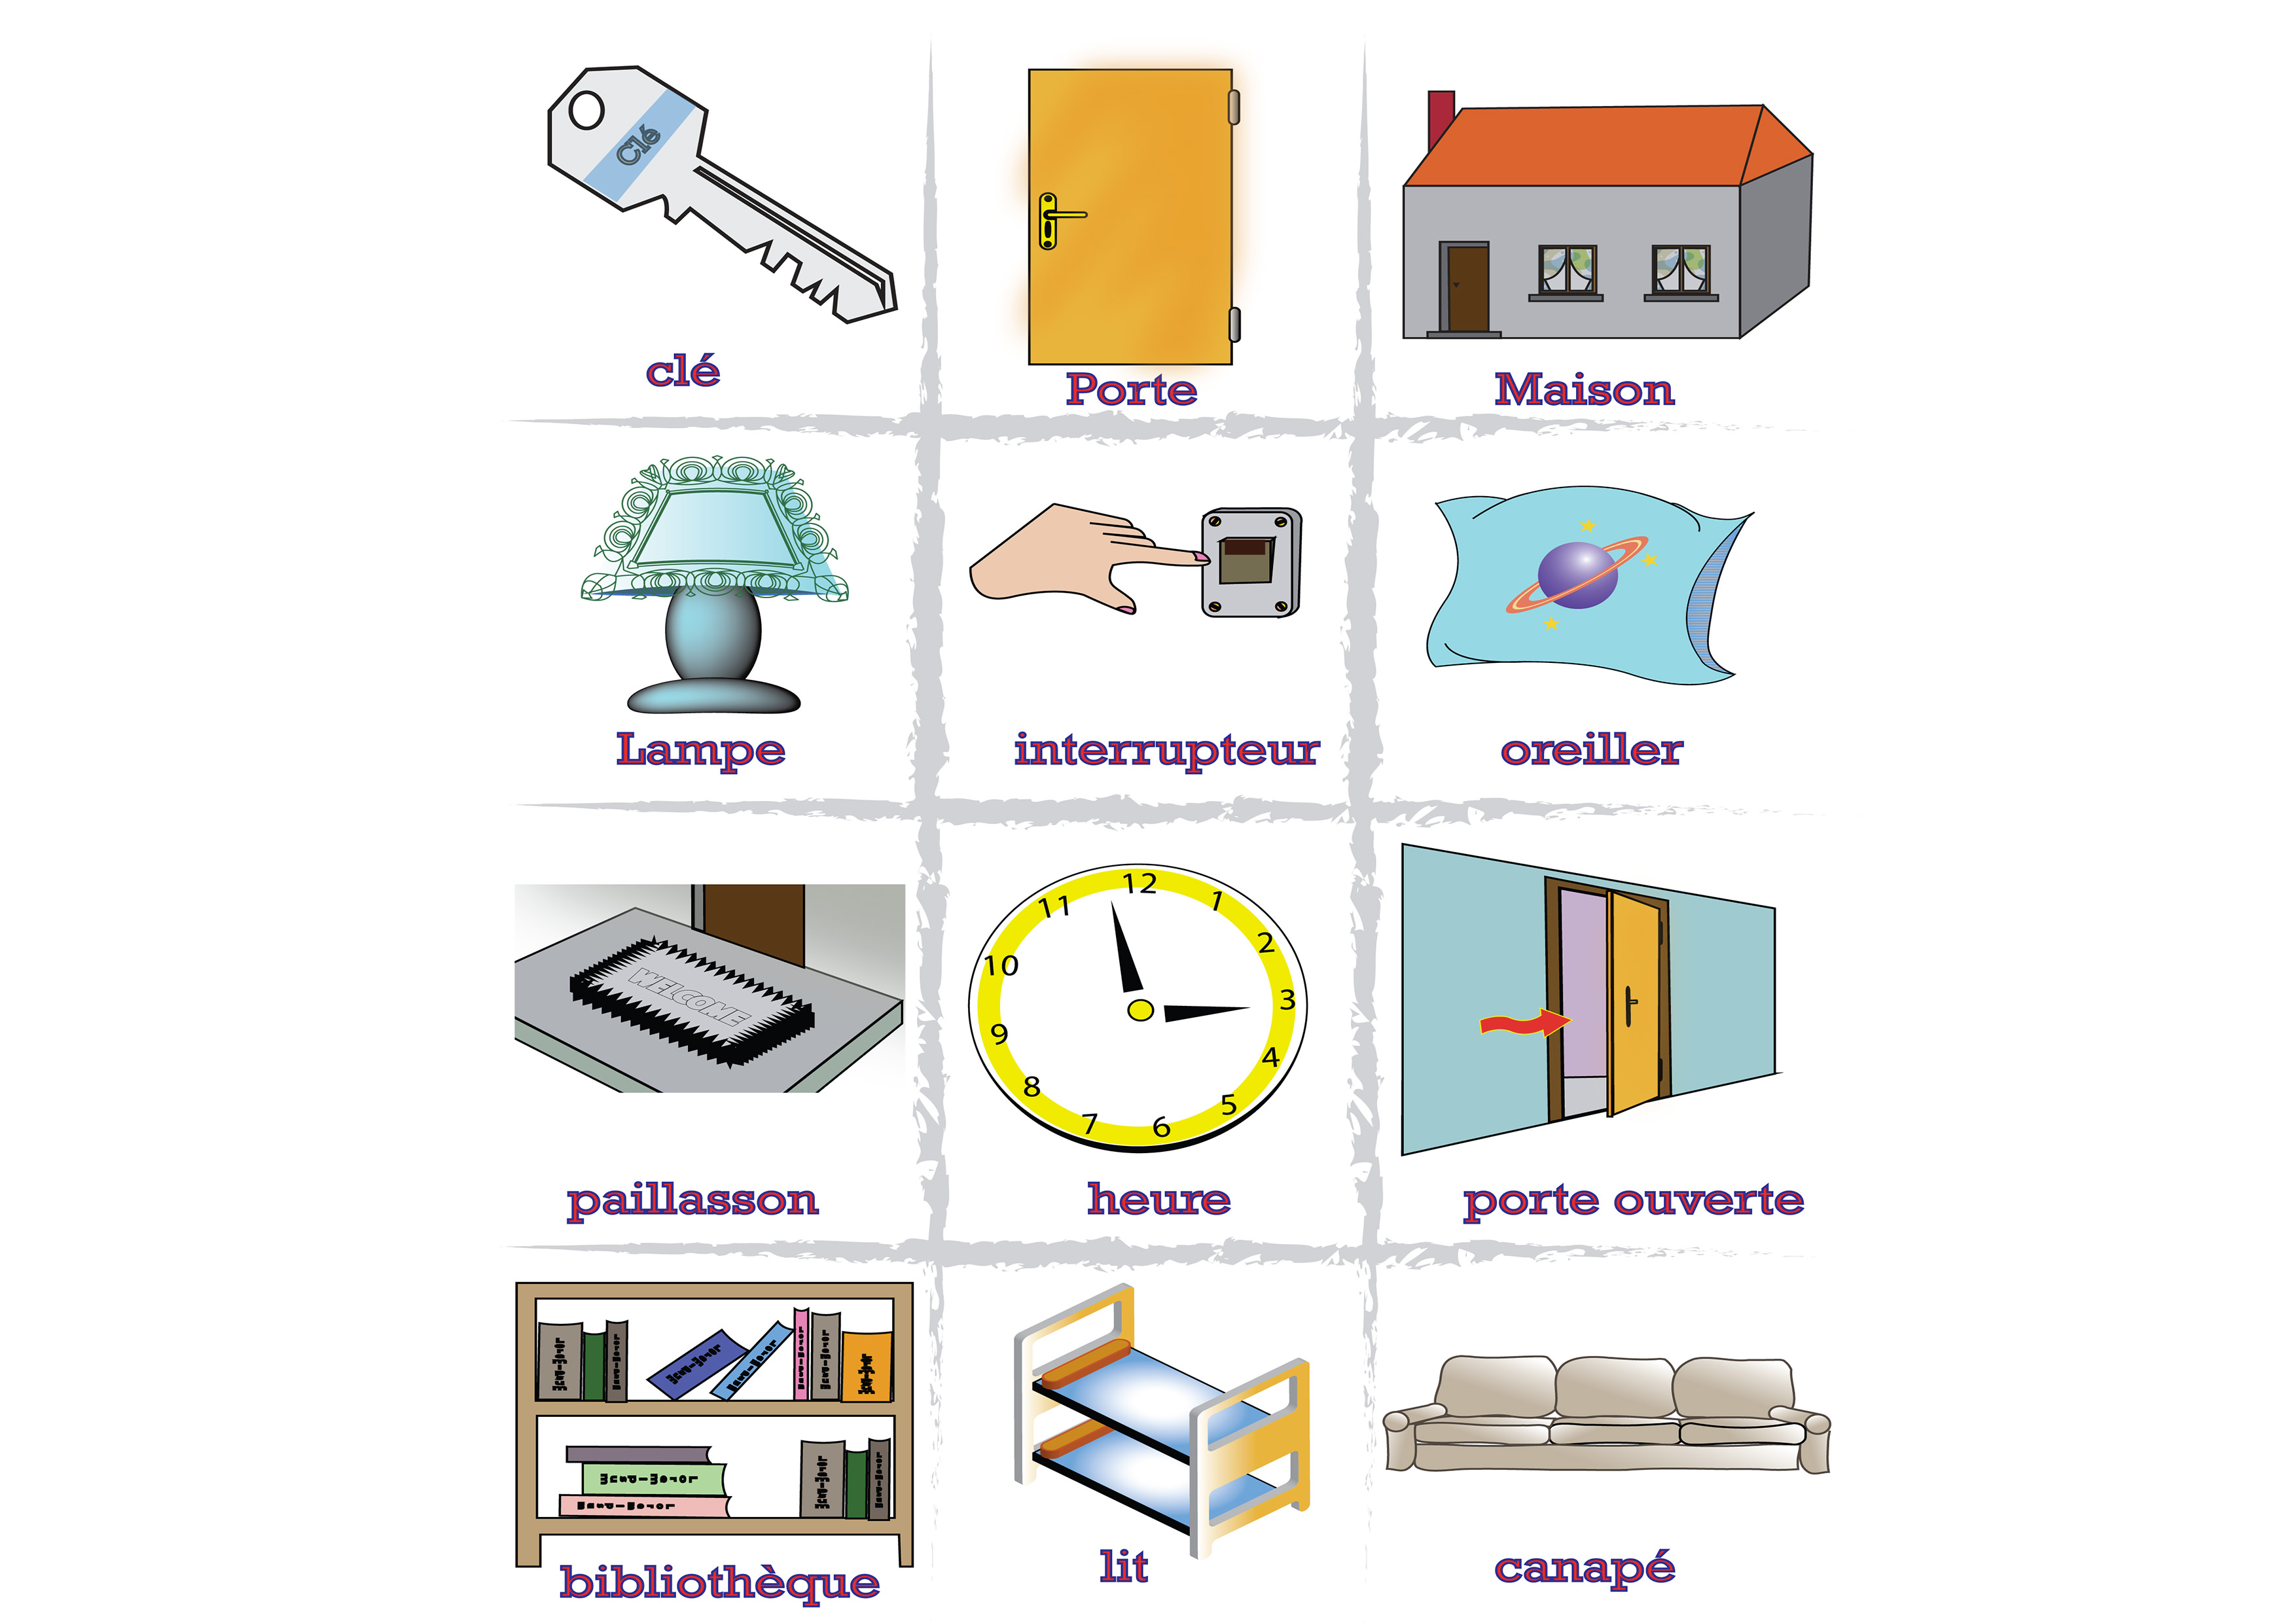 Clé
clé
Porte
Maison
Lampe
interrupteur
oreiller
WELCOME
12
1
2
3
4
5
6
7
8
9
10
11
paillasson
heure
porte ouverte
bibliothèque
lit
canapé